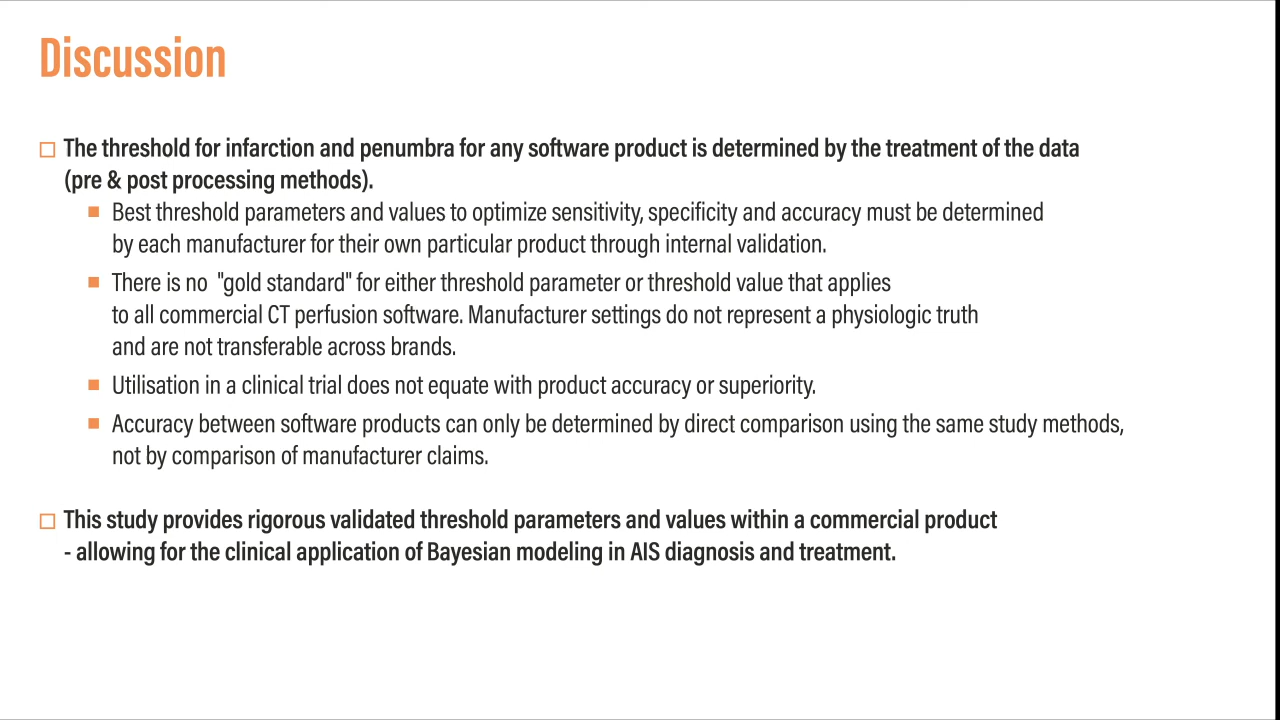 Discussion
The threshold for infarction and penumbra for any software product is determined by the treatment of the data
(pre & post processing methods).
Best threshold parameters and values to optimize sensitivity, specificity and accuracy must be determined
by each manufacturer for their own particular product through internal validation.
There is no "gold standard" for either threshold parameter or threshold value that applies
to all commercial CT perfusion software. Manufacturer settings do not represent a physiologic truth
and are not transferable across brands.
Utilisation in a clinical trial does not equate with product accuracy or superiority.
Accuracy between software products can only be determined by direct comparison using the same study methods,
not by comparison of manufacturer claims.
This study provides rigorous validated threshold parameters and values within a commercial product
- allowing for the clinical application of Bayesian modeling in AIS diagnosis and treatment.